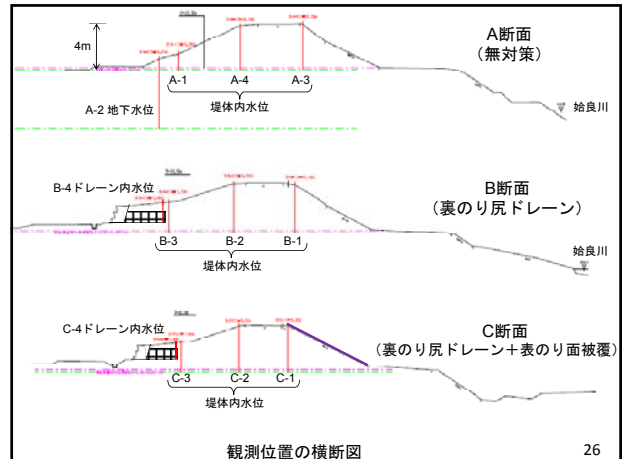 4m
A断面
(無対策)
A-1
A-4
A-3
A-2 地下水位
堤体内水位
姶良川
B-4ドレーン内水位
B断面
(裏のり尻ドレーン)
B-3
B-2
B-1
堤体内水位
姶良川
C-4ドレーン内水位
C断面
(裏のり尻ドレーン+表のり面被覆)
C-3
C-2
C-1
堤体内水位
観測位置の横断図
26